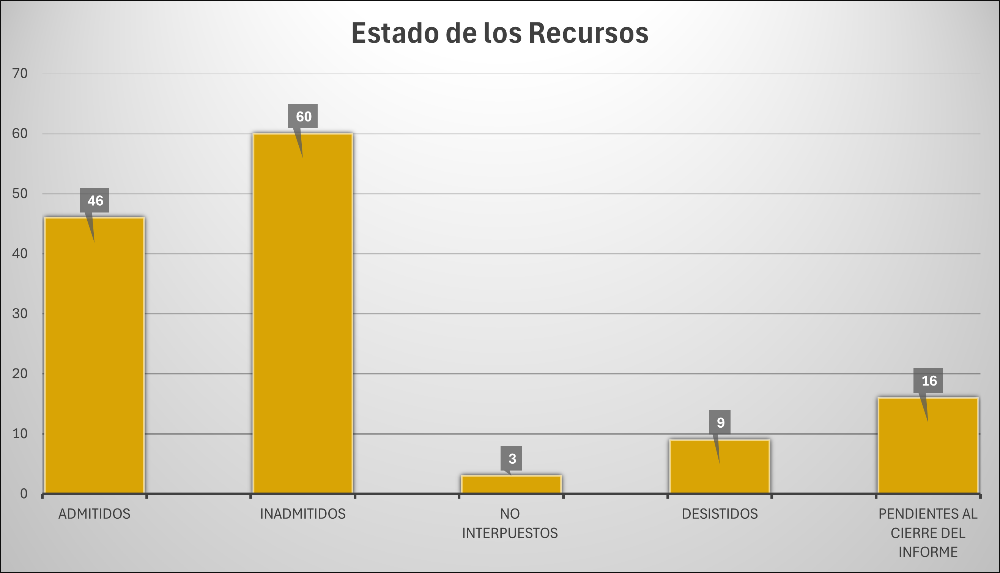 Estado de los Recursos
70
60
50
40
30
20
10
0
46
60
3
9
16
ADMITIDOS
INADMITIDOS
NO
INTERPUESTOS
DESISTIDOS
PENDIENTES AL
CIERRE DEL
INFORME